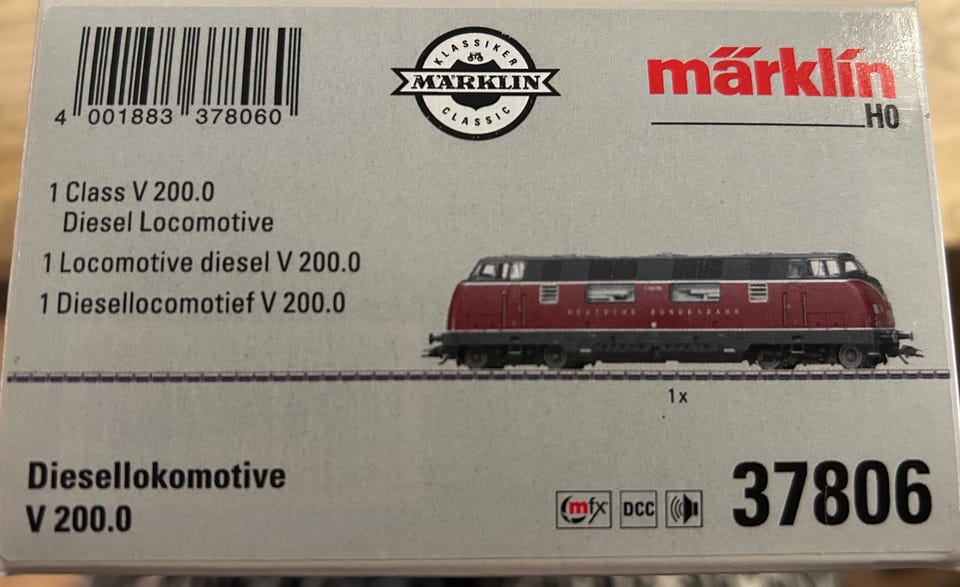 4 001883 378060
KLASSIKER
MÄRKLIN
CLASSIC
märklín
H0
1 Class V 200.0
Diesel Locomotive
1 Locomotive diesel V 200.0
1 Diesellocomotief V 200.0
DEUTSCHE BUNDESBAHN
1x
Diesellokomotive
V 200.0
mfx
DCC
37806